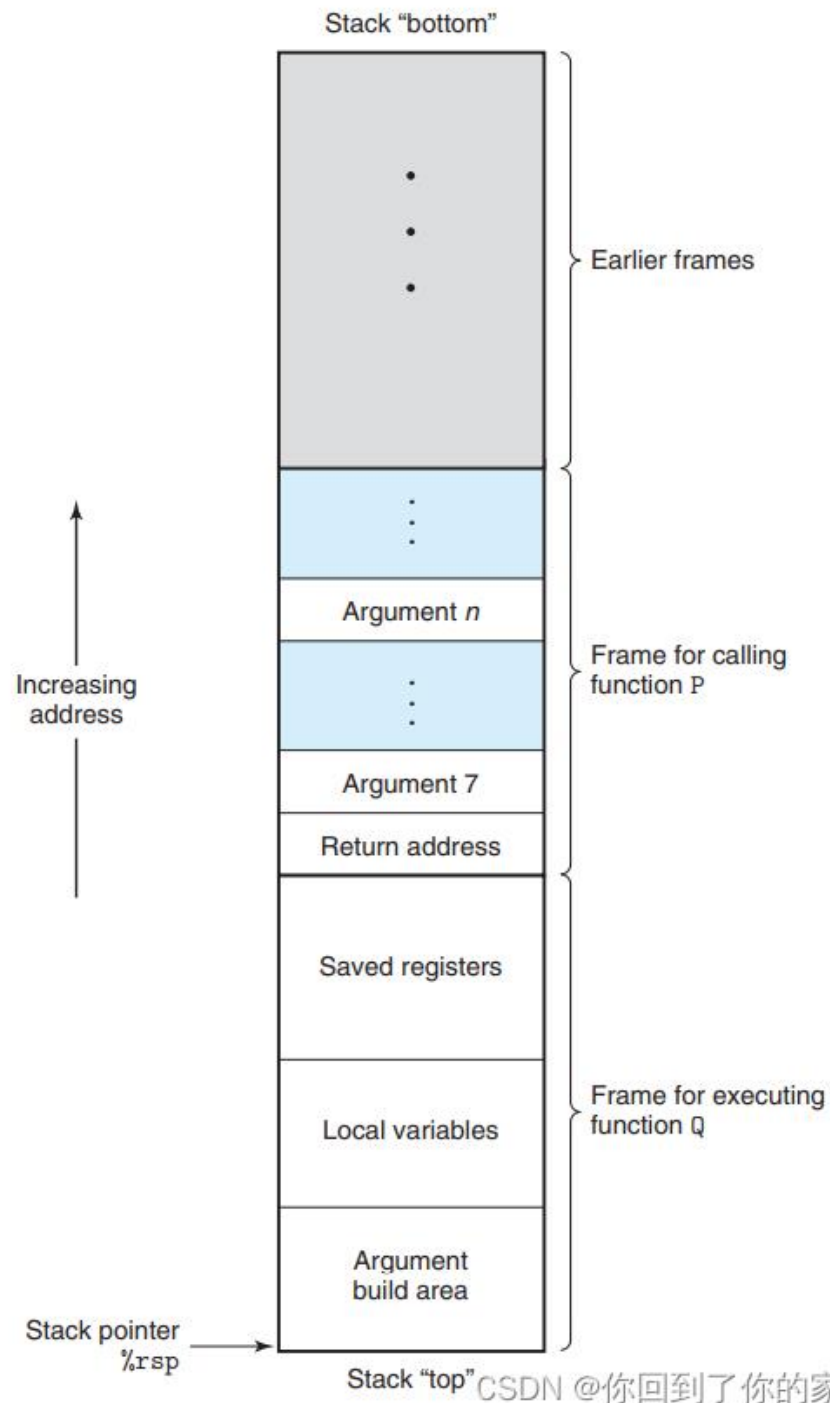 Stack “bottom”
Earlier frames
Argument n
Increasing
address
Frame for calling
function P
Argument 7
Return address
Saved registers
Local variables
Frame for executing
function Q
Argument
build area
Stack pointer
%rsp
Stack “top”
CSDN @你回到了你的家